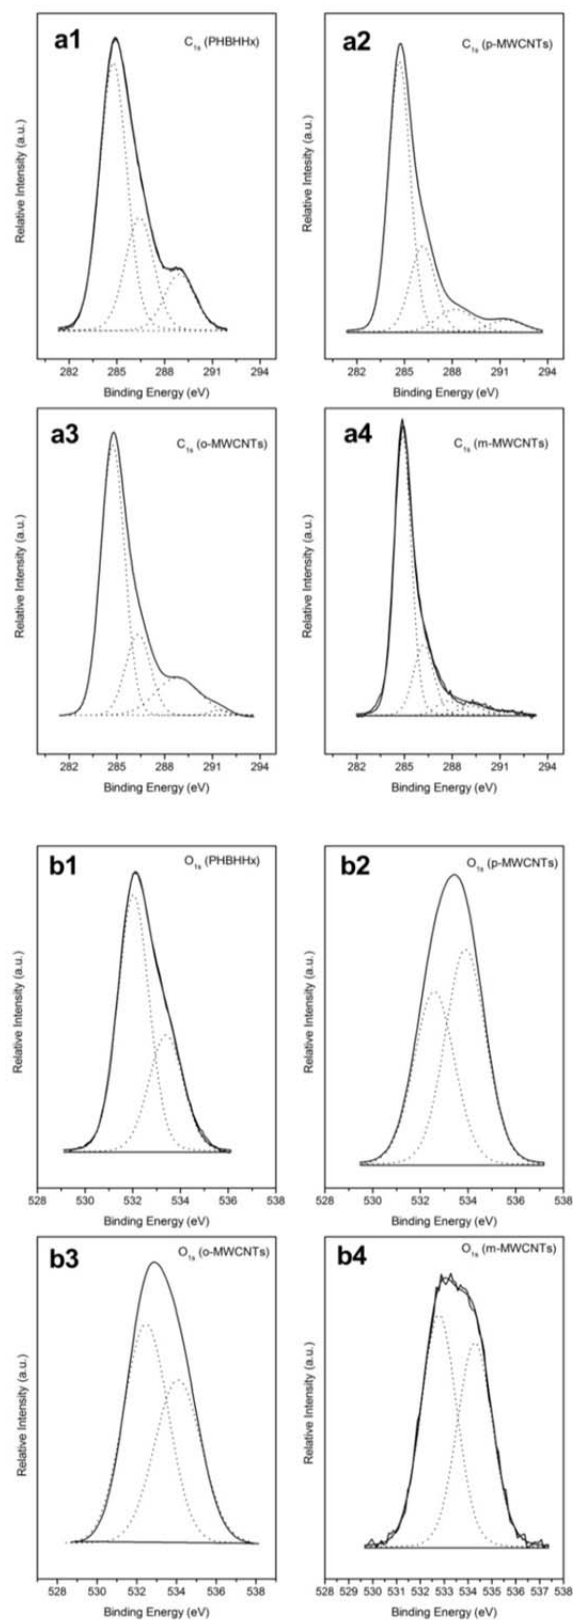 a1
C1s (PHBHHx)
Relative Intensity (a.u.)
282 285 288 291 294
Binding Energy (eV)
a2
C1s (p-MWCNTs)
Relative Intesity (a.u.)
282 285 288 291 294
Binding Energy (eV)
a3
C1s (o-MWCNTs)
Relative Intensity (a.u.)
282 285 288 291 294
Binding Energy (eV)
a4
C1s (m-MWCNTs)
Relative Intensity (a.u.)
282 285 288 291 294
Binding Energy (eV)
b1
O1s (PHBHHx)
Relative Intensity (a.u.)
528 530 532 534 536 538
Binding Energy (eV)
b2
O1s (p-MWCNTs)
Relative Intensity (a.u.)
528 530 532 534 536 538
Binding Energy (eV)
b3
O1s (o-MWCNTs)
Relative Intensity (a.u.)
528 530 532 534 536 538
Binding Energy (eV)
b4
O1s (m-MWCNTs)
Relative Intensity (a.u.)
528 529 530 531 532 533 534 535 536 537 538
Binding Energy (eV)